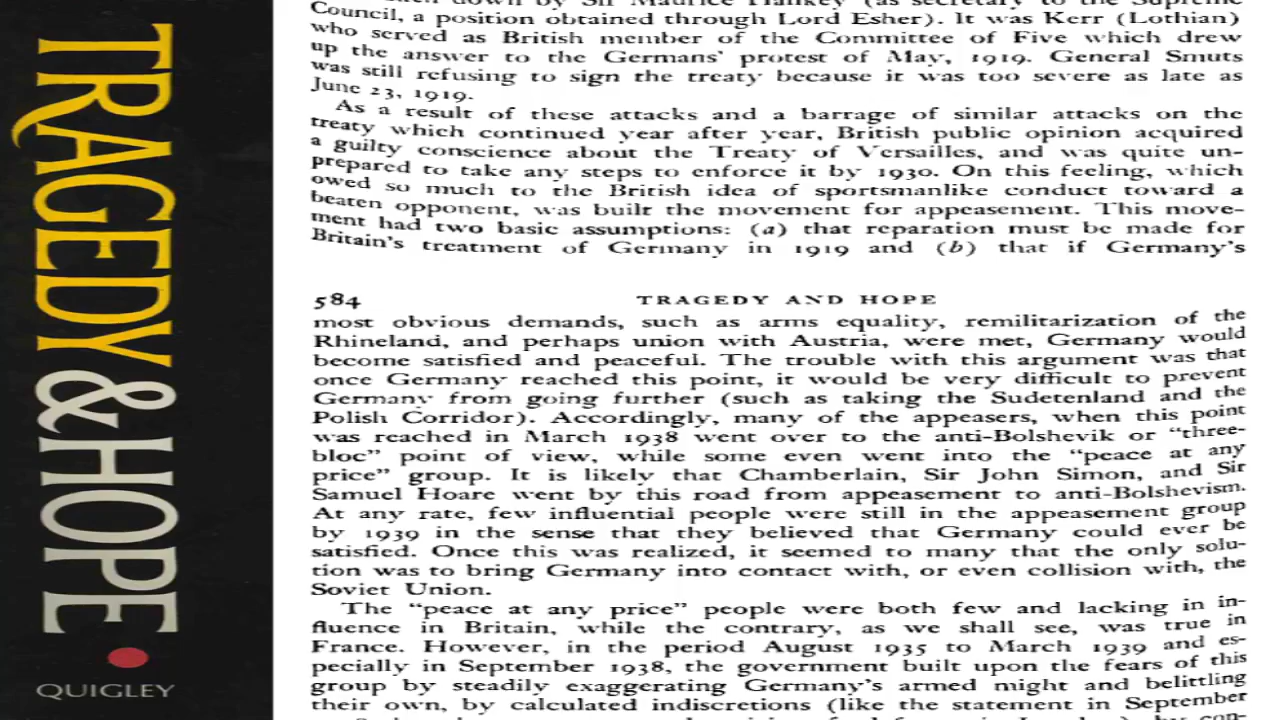 TRAGEDY & HOPE
QUIGLEY
down by Sir Maurice Hankey (as secretary to the Supreme
Council, a position obtained through Lord Esher). It was Kerr (Lothian)
who served as British member of the Committee of Five which drew
up the answer to the Germans' protest of May, 1919. General Smuts
was still refusing to sign the treaty because it was too severe as late as
June 23, 1919.
As a result of these attacks and a barrage of similar attacks on the
treaty which continued year after year, British public opinion acquired
a guilty conscience about the Treaty of Versailles, and was quite un-
prepared to take any steps to enforce it by 1930. On this feeling, which
owed so much to the British idea of sportsmanlike conduct toward a
beaten opponent, was built the movement for appeasement. This move-
ment had two basic assumptions: (a) that reparation must be made for
Britain's treatment of Germany in 1919 and (b) that if Germany's
584 TRAGEDY AND HOPE
most obvious demands, such as arms equality, remilitarization of the
Rhineland, and perhaps union with Austria, were met, Germany would
become satisfied and peaceful. The trouble with this argument was that
once Germany reached this point, it would be very difficult to prevent
Germany from going further (such as taking the Sudetenland and the
Polish Corridor). Accordingly, many of the appeasers, when this point
was reached in March 1938 went over to the anti-Bolshevik or "three-
bloc" point of view, while some even went into the "peace at any
price" group. It is likely that Chamberlain, Sir John Simon, and Sir
Samuel Hoare went by this road from appeasement to anti-Bolshevism.
At any rate, few influential people were still in the appeasement group
by 1939 in the sense that they believed that Germany could ever be
satisfied. Once this was realized, it seemed to many that the only solu-
tion was to bring Germany into contact with, or even collision with, the
Soviet Union.
The "peace at any price" people were both few and lacking in in-
fluence in Britain, while the contrary, as we shall see, was true in
France. However, in the period August 1935 to March 1939 and es-
pecially in September 1938, the government built upon the fears of this
group by steadily exaggerating Germany's armed might and belittling
their own, by calculated indiscretions (like the statement in September